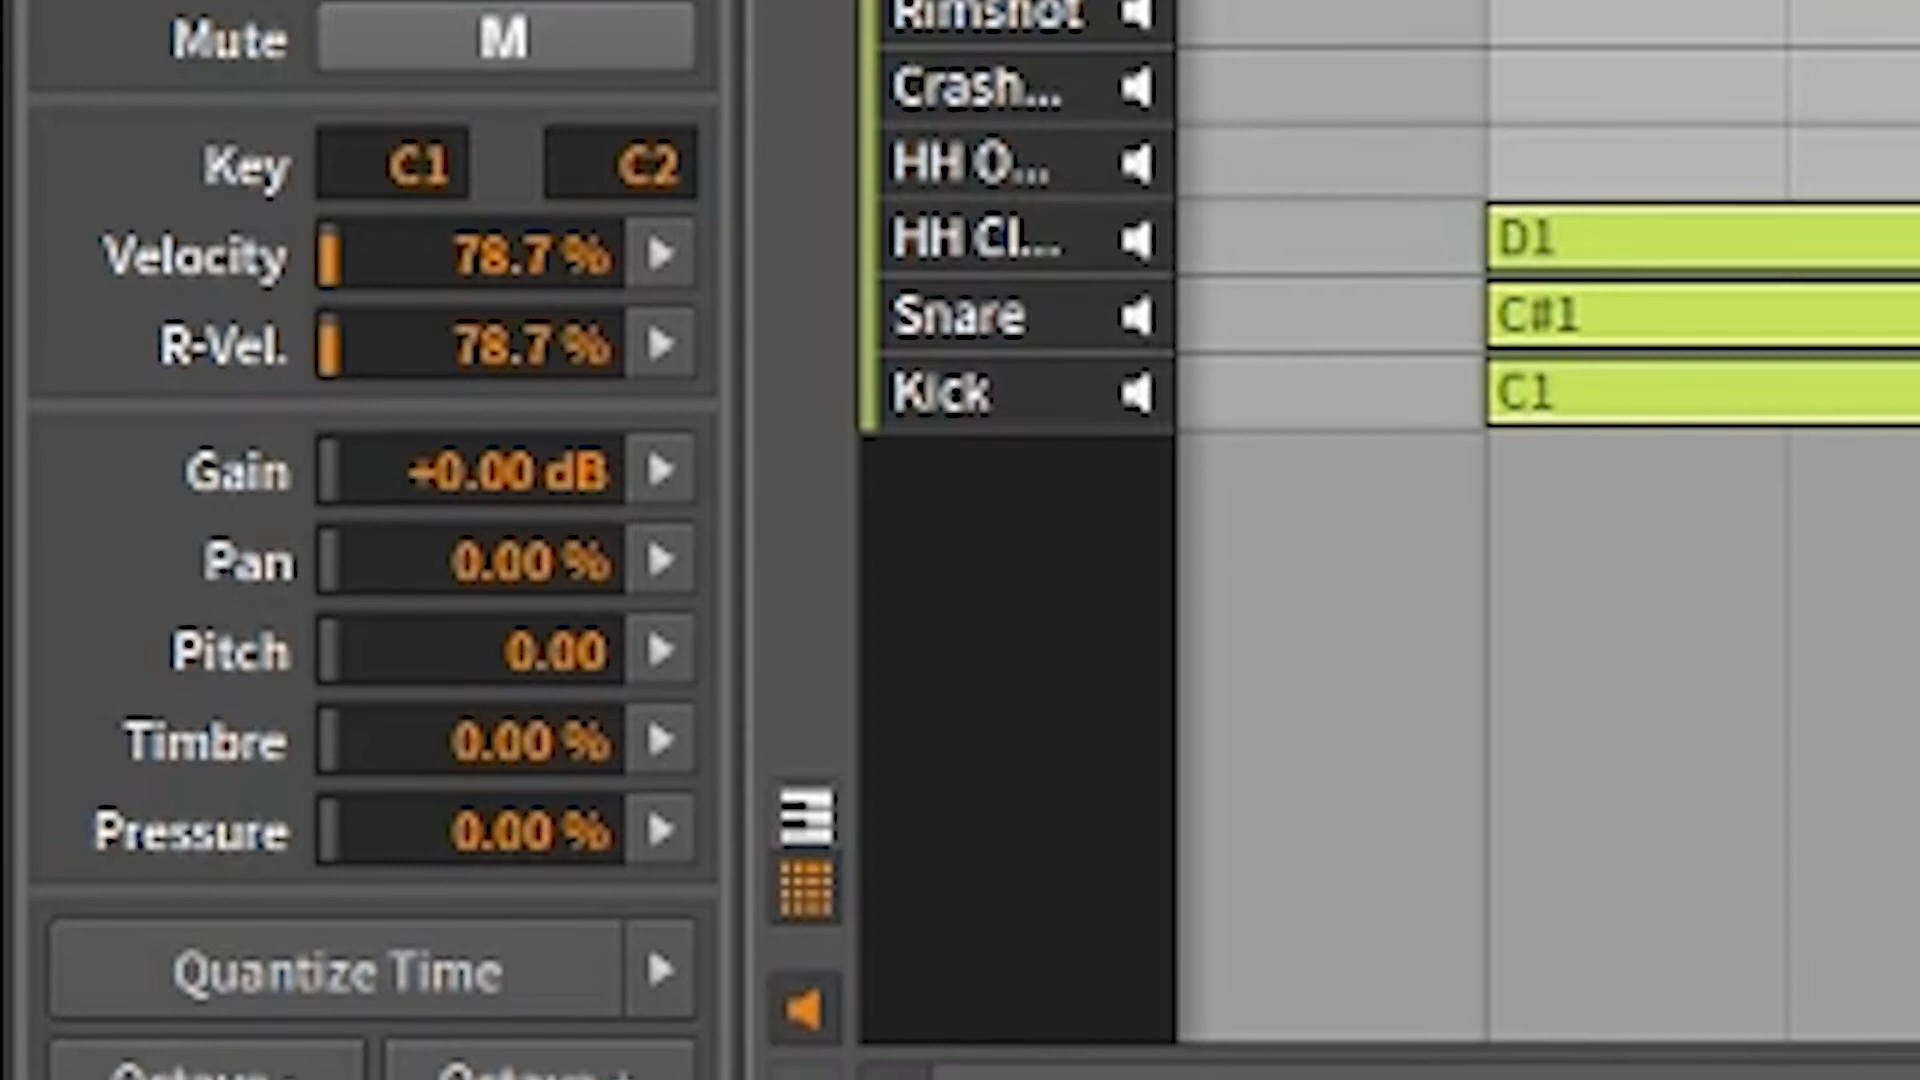 Mute M
Key C1 C2
Velocity 78.7 %
R-Vel. 78.7 %
Gain +0.00 dB
Pan 0.00 %
Pitch 0.00
Timbre 0.00 %
Pressure 0.00 %
Quantize Time
Octave - Octave +
Rimshot
Crash...
HH O...
HH Cl... D1
Snare C#1
Kick C1